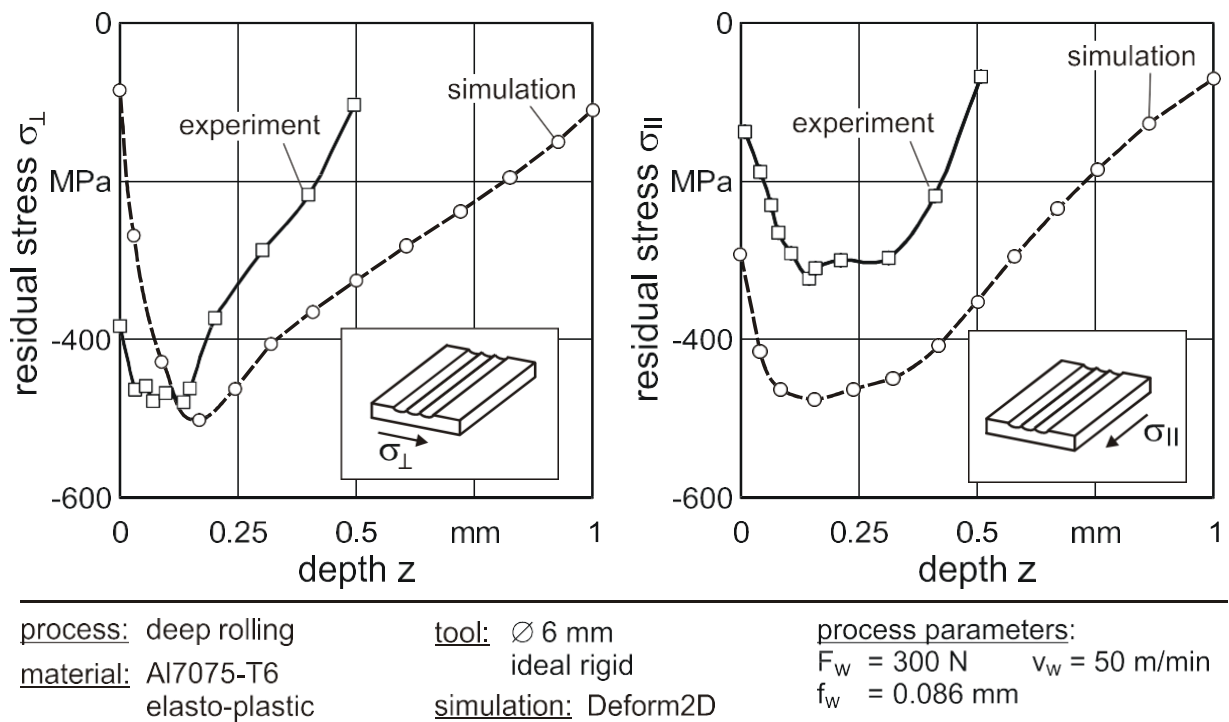 0
0
simulation
simulation
experiment
experiment
residual stress σ⊥
MPa
residual stress σ||
MPa
-400
-400
σ⊥
σ||
-600
-600
0 0.25 0.5 mm 1
0 0.25 0.5 mm 1
depth z
depth z
process: deep rolling
material: Al7075-T6
elasto-plastic
tool: ∅ 6 mm
ideal rigid
simulation: Deform2D
process parameters:
Fw = 300 N vw = 50 m/min
fw = 0.086 mm